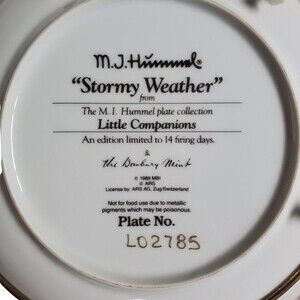 M.J. Hummel
“Stormy Weather”
from
The M. I. Hummel plate collection
Little Companions
An edition limited to 14 firing days.
&
the Danbury Mint
© 1989 MBI
© ARS
License by ARS AG, Zug/Switzerland
Not for food use due to metallic
pigments which may be poisonous.
Plate No.
LO2785